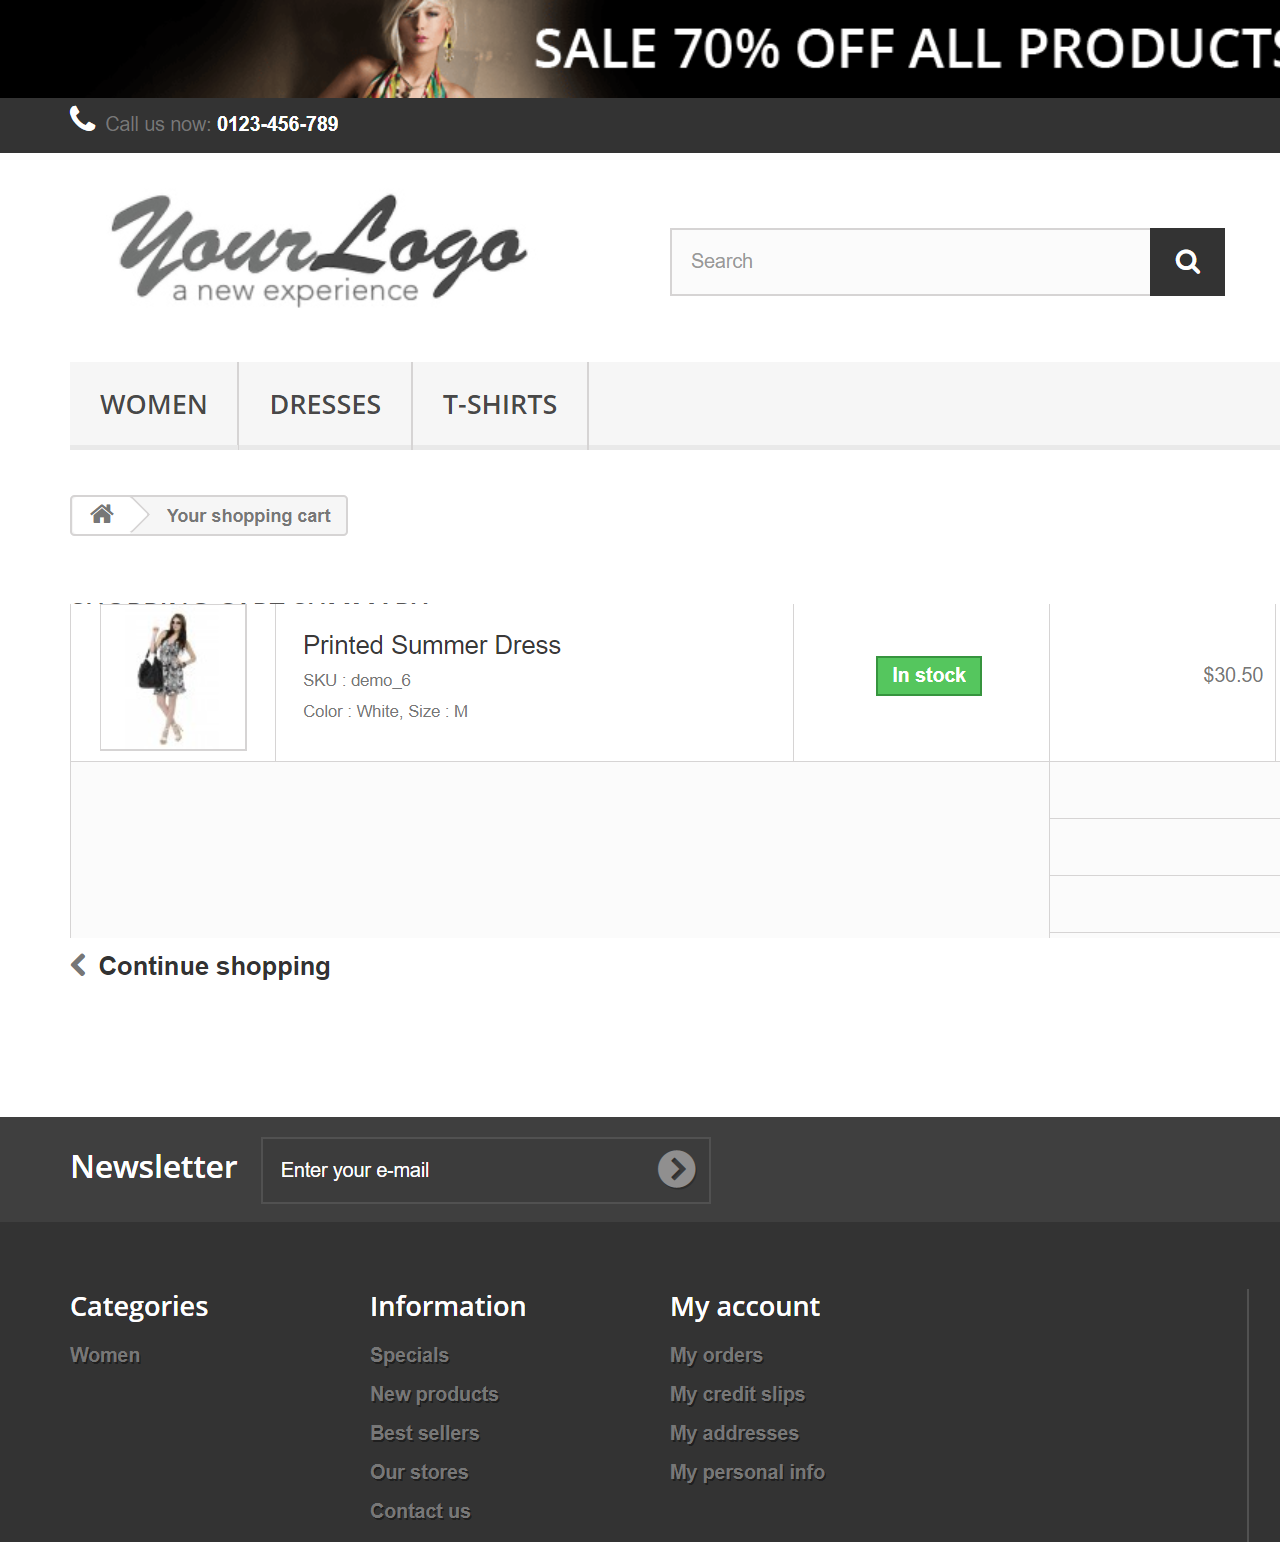 SALE 70% OFF ALL PRODUCTS
Call us now: 0123-456-789
YourLogo
a new experience
Search
WOMEN
DRESSES
T-SHIRTS
Your shopping cart
Printed Summer Dress
SKU : demo_6
Color : White, Size : M
In stock
$30.50
Continue shopping
Newsletter
Enter your e-mail
Categories
Women
Information
Specials
New products
Best sellers
Our stores
Contact us
My account
My orders
My credit slips
My addresses
My personal info